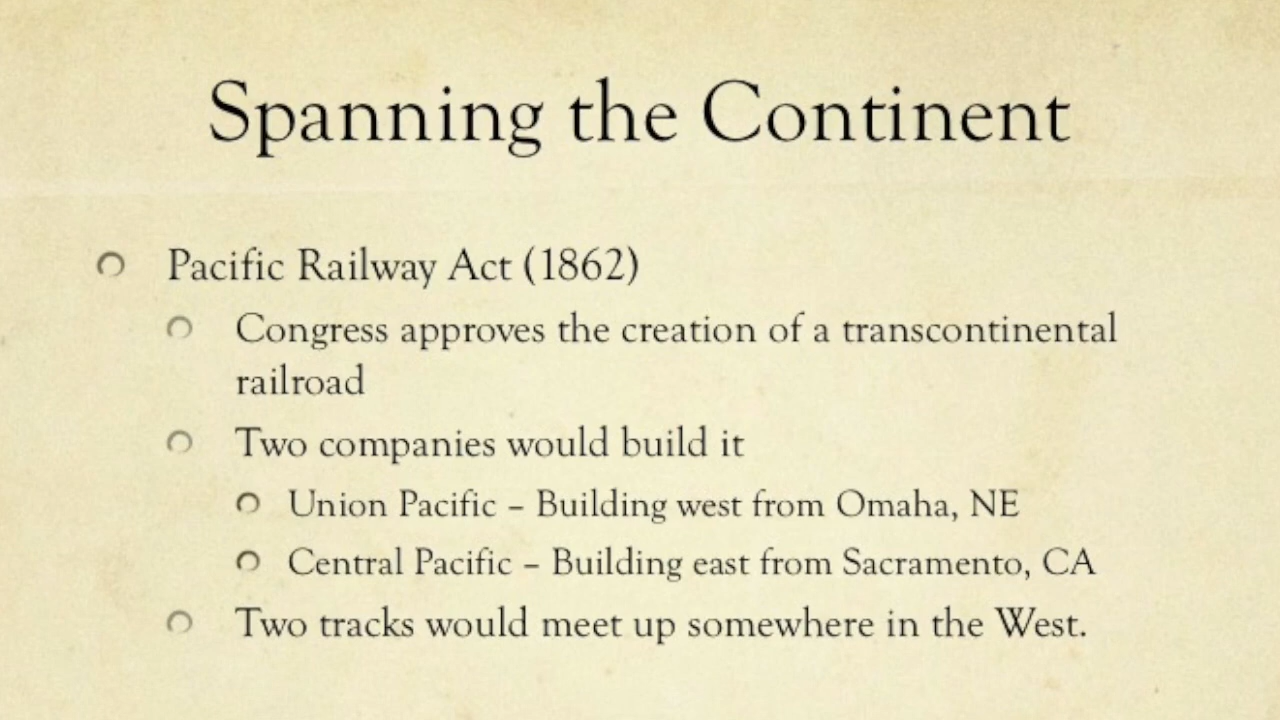 Spanning the Continent
Pacific Railway Act (1862)
Congress approves the creation of a transcontinental
railroad
Two companies would build it
Union Pacific – Building west from Omaha, NE
Central Pacific – Building east from Sacramento, CA
Two tracks would meet up somewhere in the West.